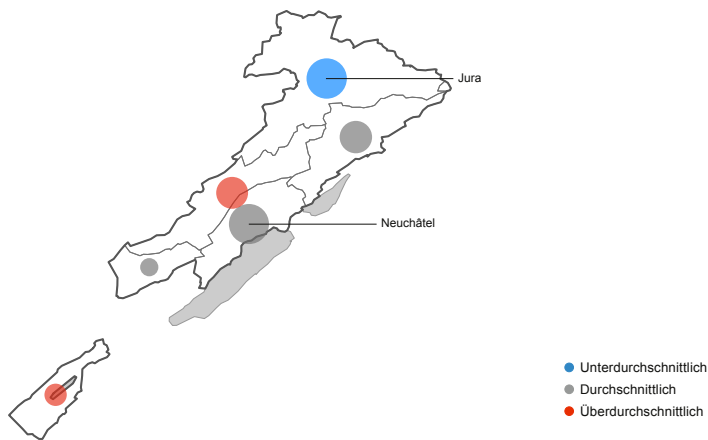 Jura
Neuchâtel
Unterdurchschnittlich
Durchschnittlich
Überdurchschnittlich